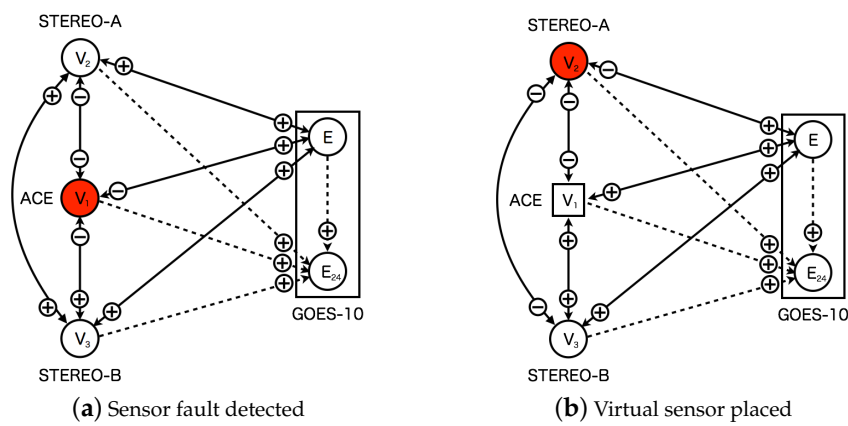 STEREO-A
V2
+
−
+
−
+
+
−
+
E
ACE
V1
−
+
+
+
−
+
+
E24
+
+
V3
GOES-10
STEREO-B
(a) Sensor fault detected
STEREO-A
V2
−
−
−
+
+
−
+
E
ACE
V1
+
+
+
+
+
E24
−
+
+
+
V3
GOES-10
STEREO-B
(b) Virtual sensor placed